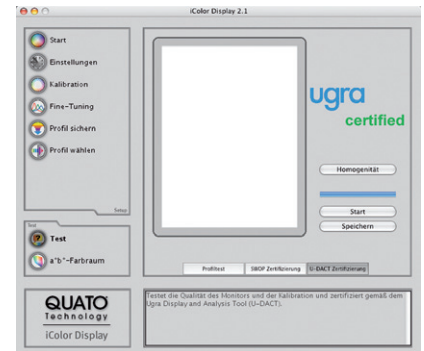 iColor Display 2.1
Start
Einstellungen
Kalibration
Fine-Tuning
Profil sichern
Profil wählen
Setup
Test
Test
a*b*-Farbraum
QUATO
Technology
iColor Display
ugra
certified
Homogenität
Start
Speichern
Profiltest
SWOP Zertifizierung
U-DACT Zertifizierung
Testet die Qualität des Monitors und der Kalibration und zertifiziert gemäß dem
Ugra Display and Analysis Tool (U-DACT).